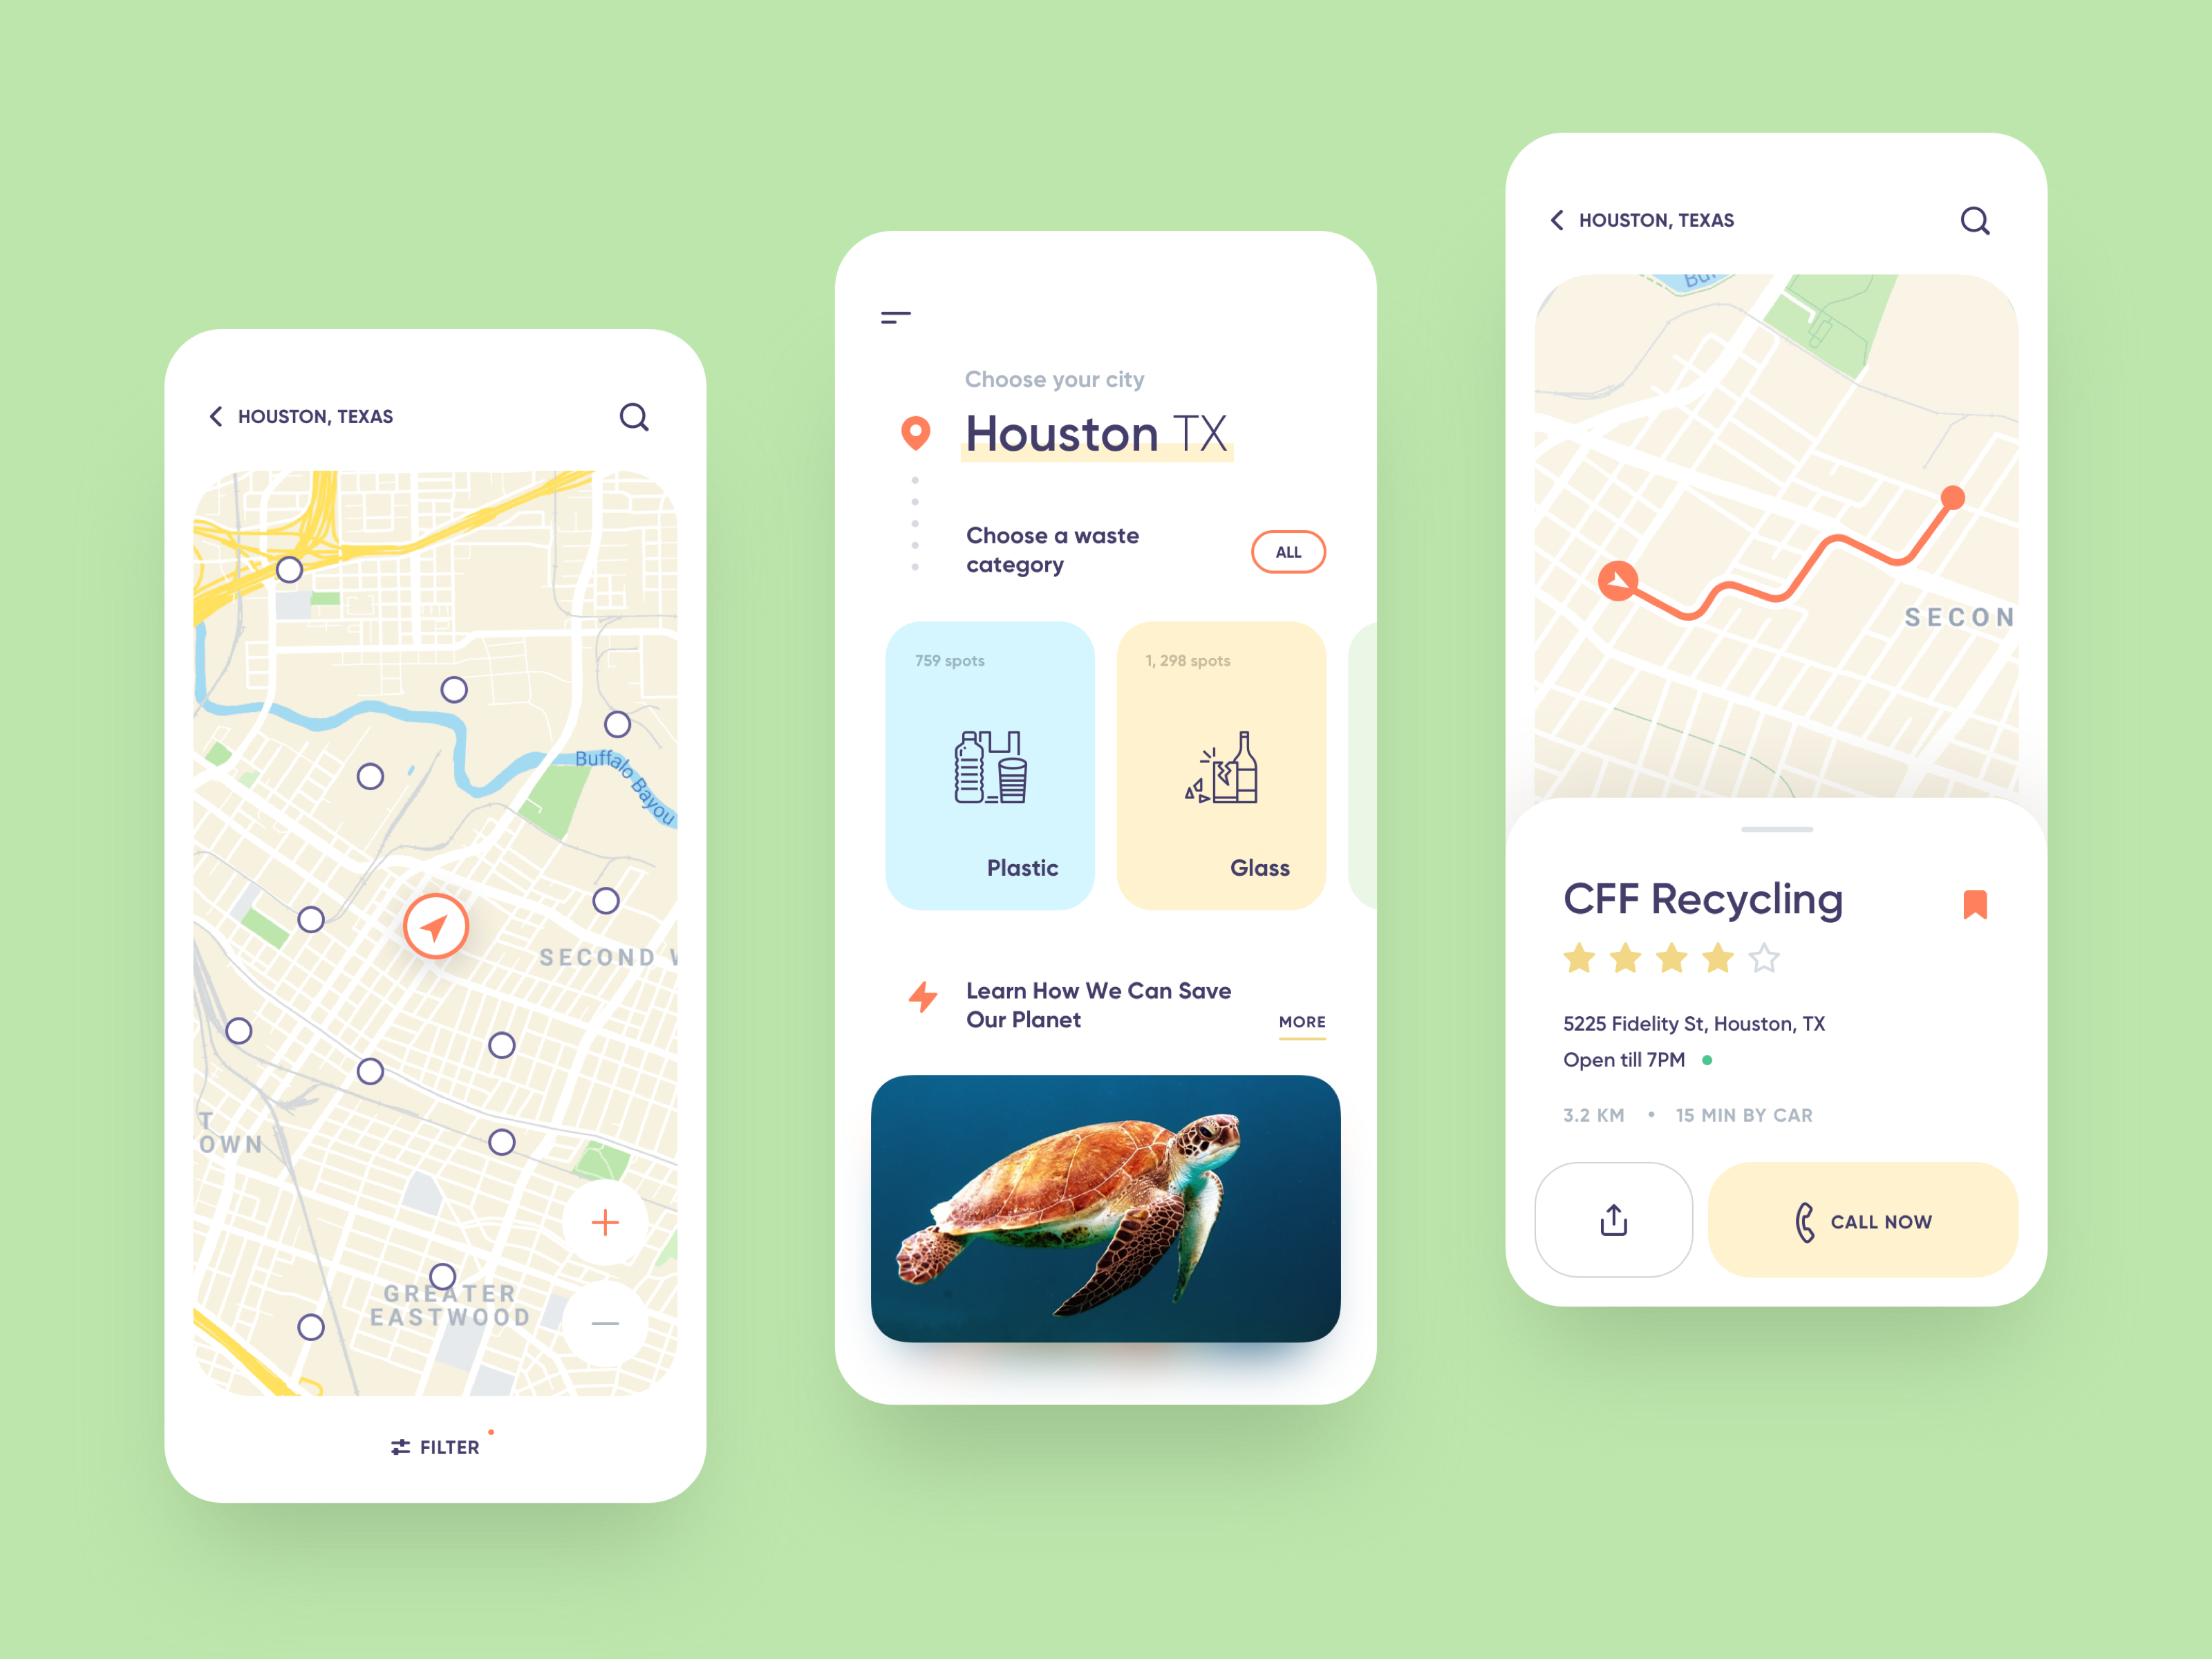 HOUSTON, TEXAS
Buffalo Bayou
SECOND
T
OWN
GREATER
EASTWOOD
FILTER
Choose your city
Houston TX
Choose a waste
category
ALL
759 spots
Plastic
1, 298 spots
Glass
Learn How We Can Save
Our Planet
MORE
HOUSTON, TEXAS
Buf
SECON
CFF Recycling
5225 Fidelity St, Houston, TX
Open till 7PM
3.2 KM • 15 MIN BY CAR
CALL NOW